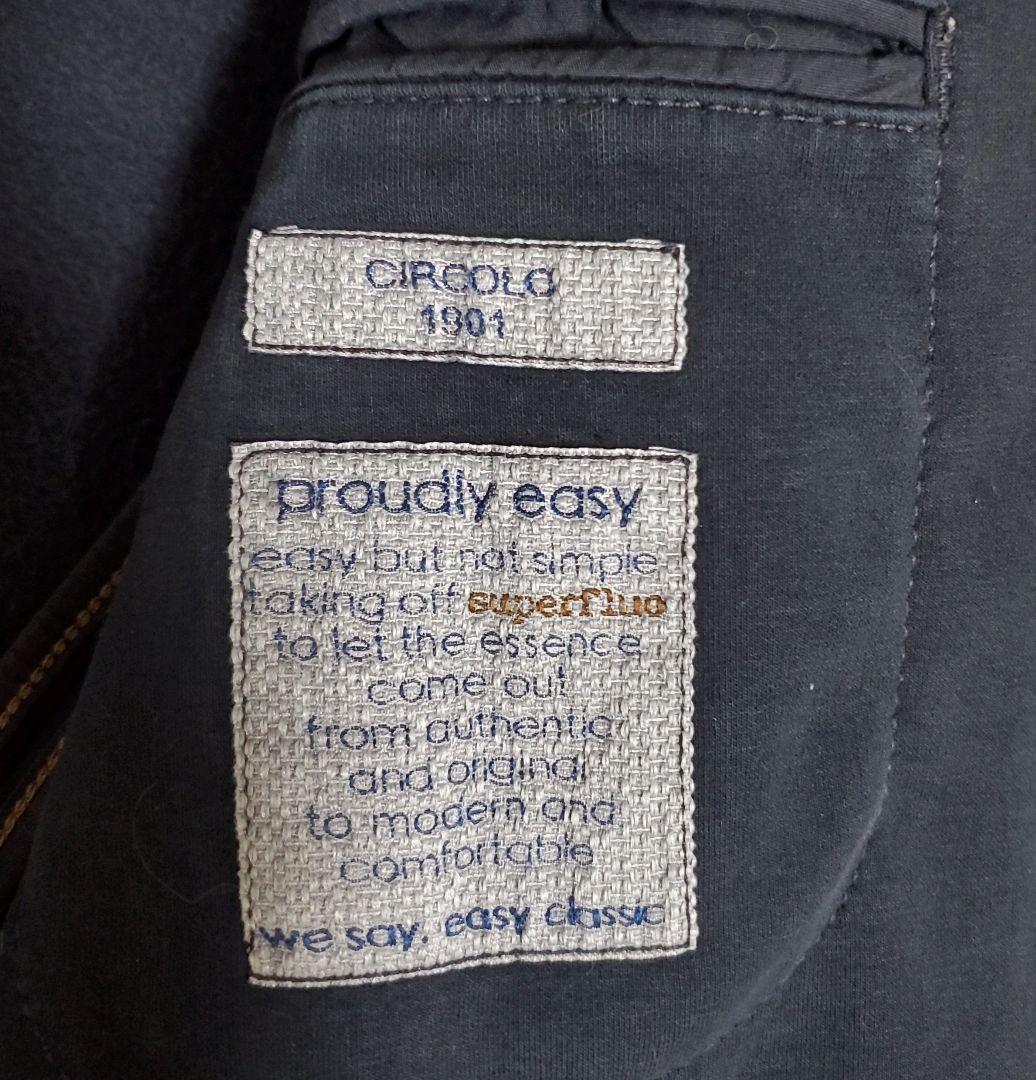 CIRCOLO
1901
proudly easy
easy but not simple
taking off superfluo
to let the essence
come out
from authentic
and original
to modern and
comfortable
we say. easy classic